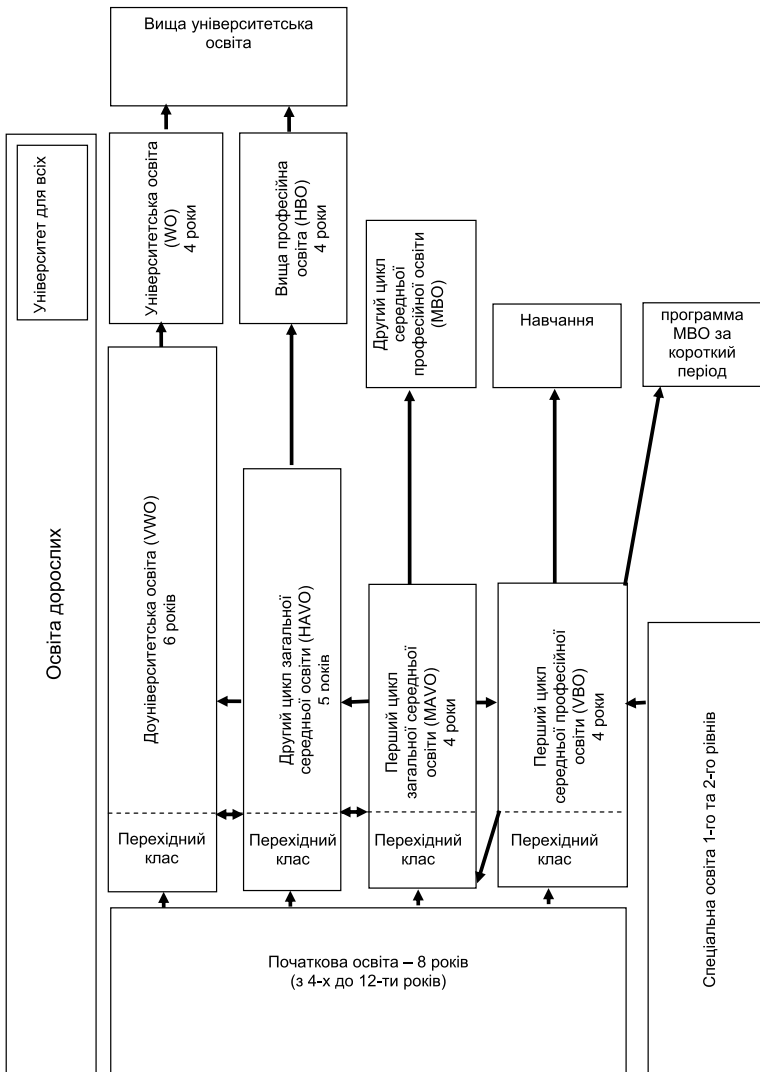 Вища університетська
освіта
Університет для всіх
Університетська освіта
(WO)
4 роки
Вища професійна
освіта (HBO)
4 роки
Другий цикл
середньої
професійної освіти
(MBO)
Навчання
программа
МВО за
короткий
період
Освіта дорослих
Доуніверситетська освіта (VWO)
6 років
Другий цикл загальної
середньої освіти (HAVO)
5 років
Перший цикл
загальної середньої
освіти (MAVO)
4 роки
Перший цикл
середньої професійної
освіти (VBO)
4 роки
Спеціальна освіта 1-го та 2-го рівнів
Перехідний
клас
Перехідний
клас
Перехідний
клас
Перехідний
клас
Початкова освіта – 8 років
(з 4-х до 12-ти років)